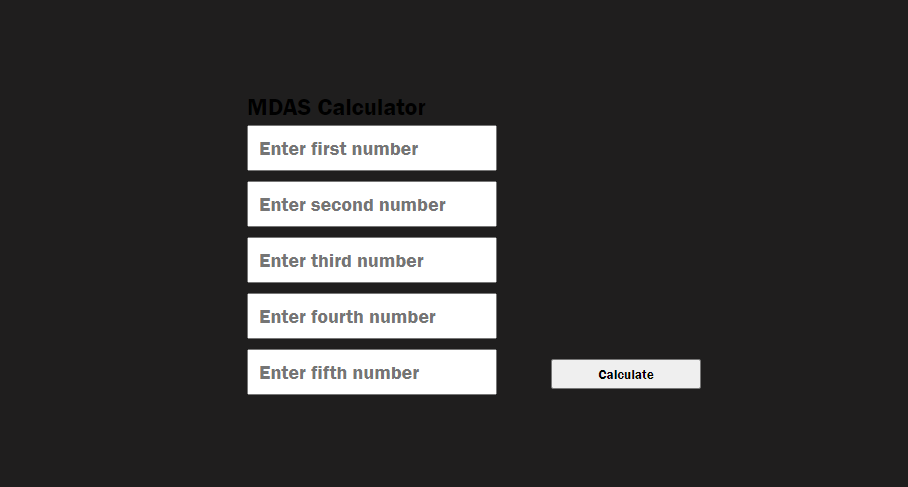 MDAS Calculator
Enter first number
Enter second number
Enter third number
Enter fourth number
Enter fifth number
Calculate